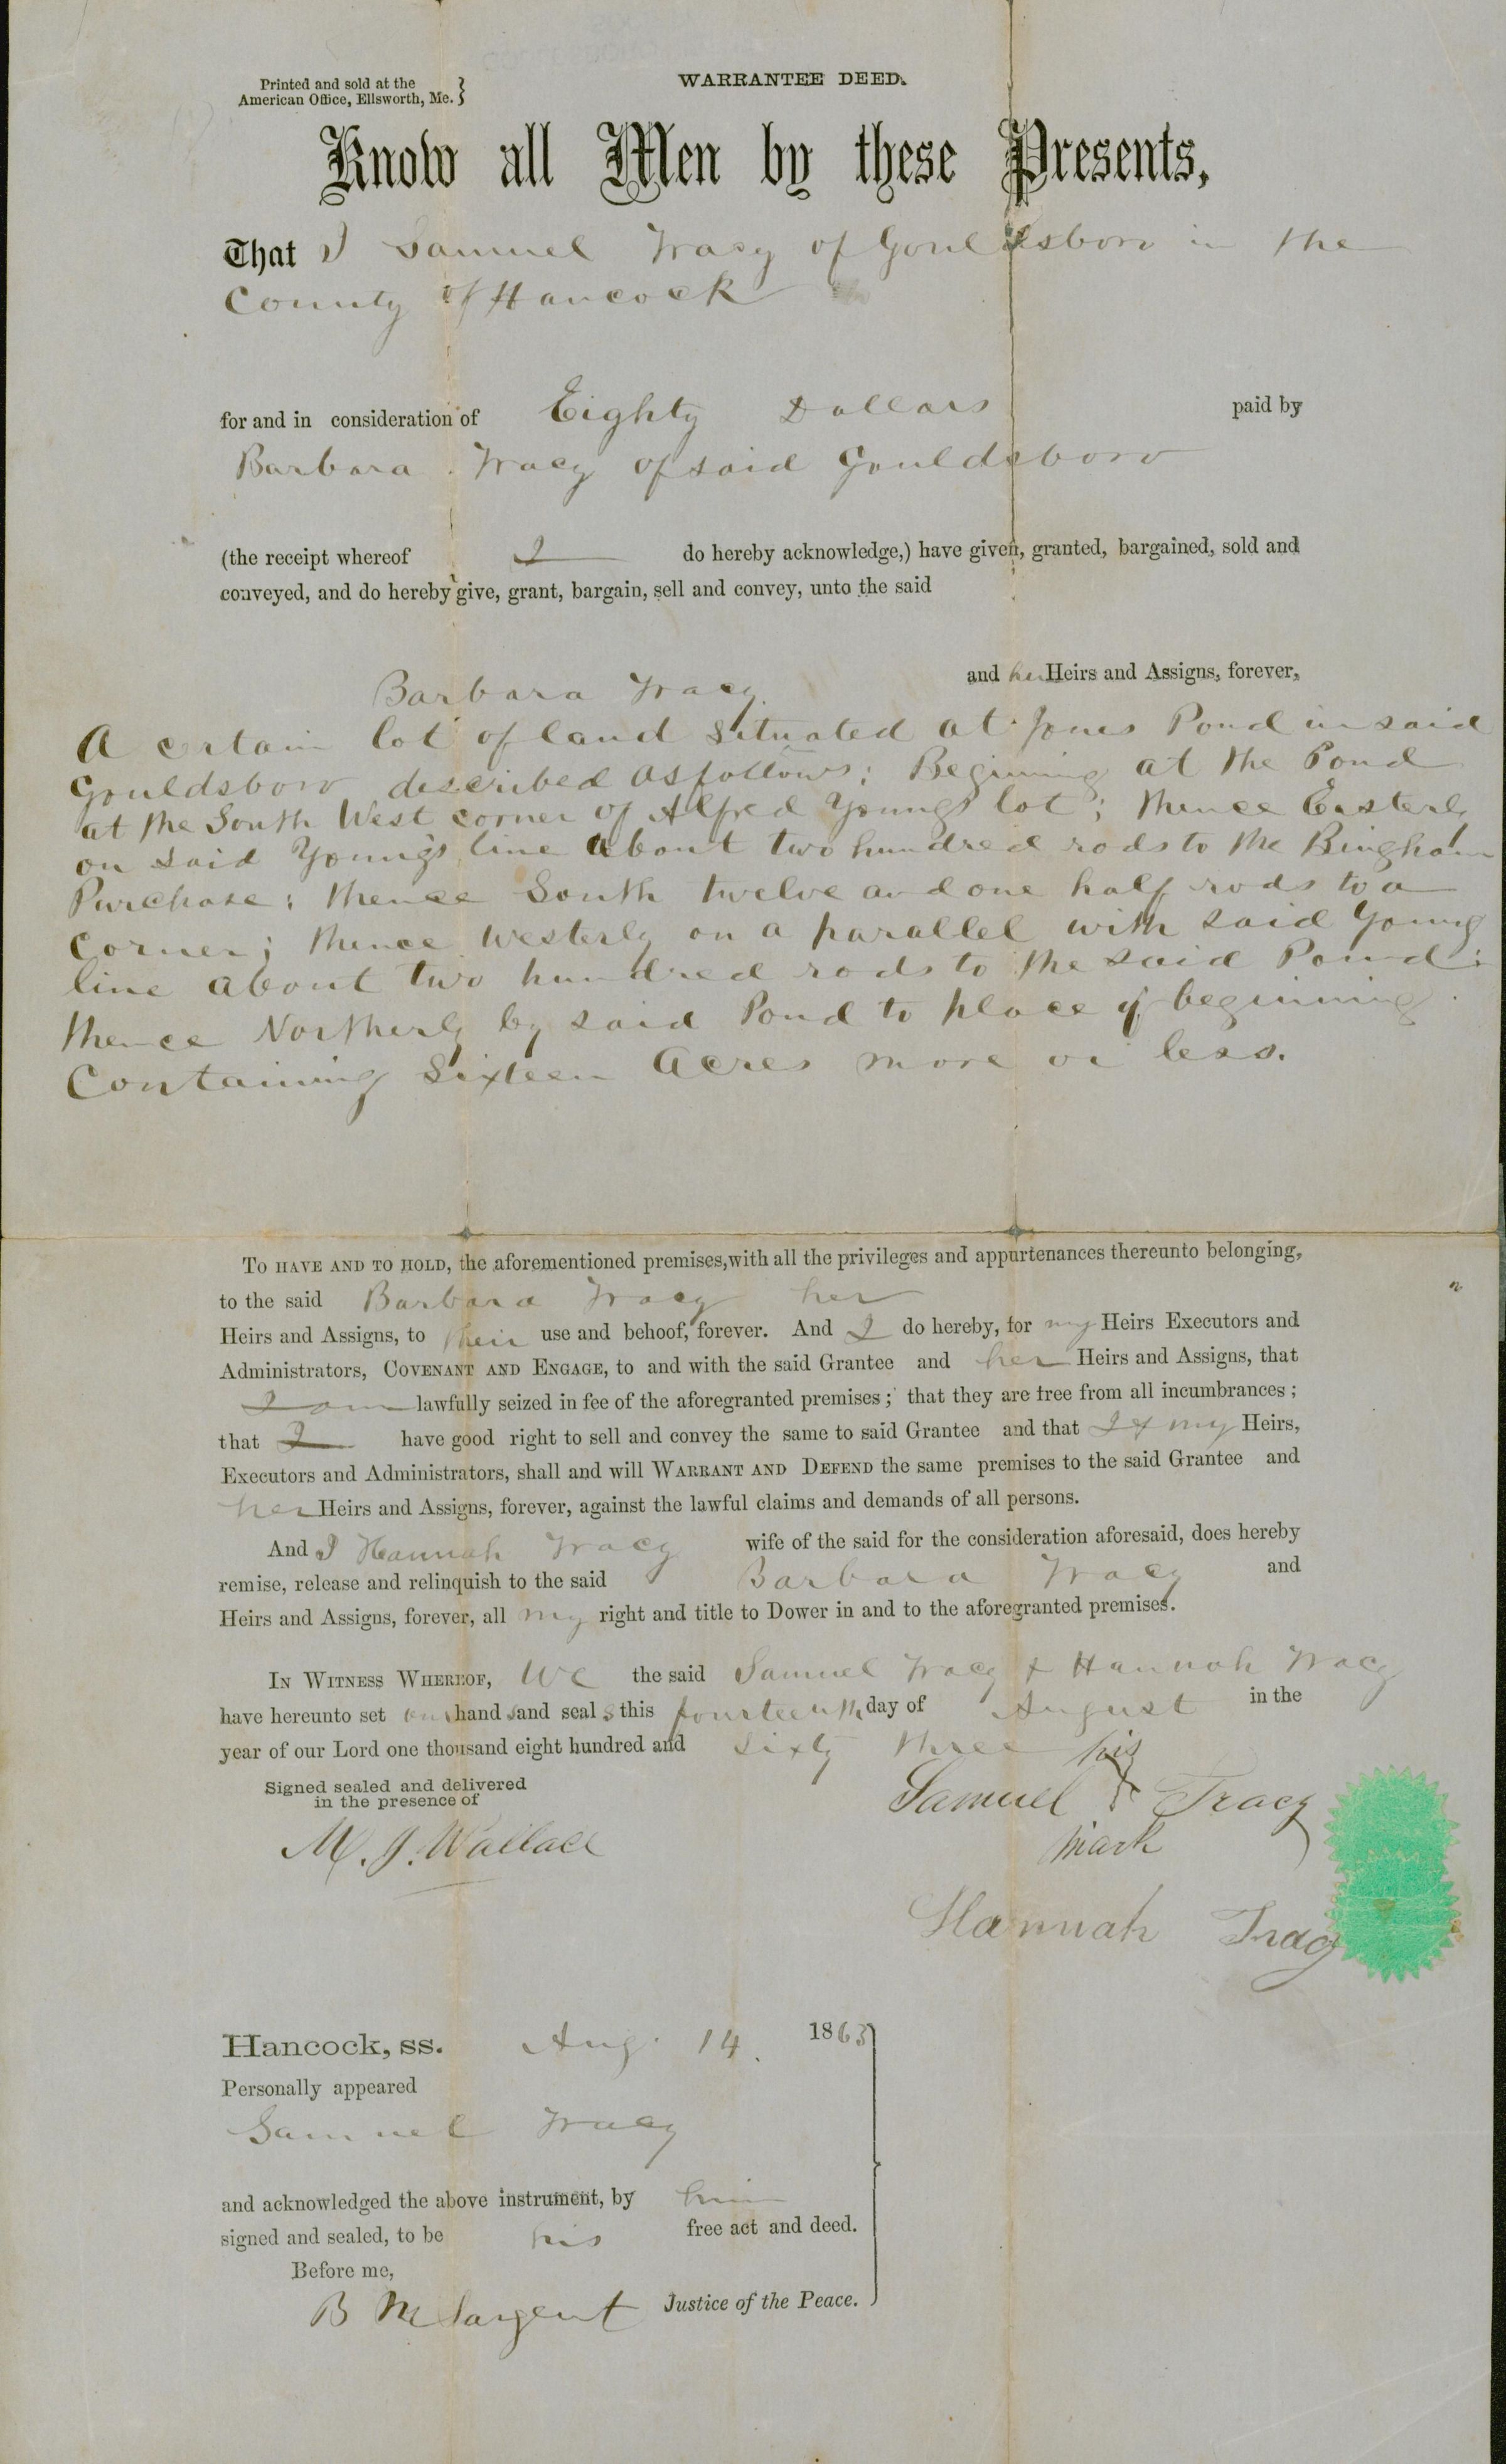 Printed and sold at the
American Office, Ellsworth, Me. }
WARRANTEE DEED.
Know all Men by these Presents,
That I Samuel Tracy of Gouldsboro in the
County of Hancock
for and in consideration of Eighty Dollars paid by
Barbara Tracy of said Gouldsboro
(the receipt whereof I do hereby acknowledge,) have given, granted, bargained, sold and
conveyed, and do hereby give, grant, bargain, sell and convey, unto the said
Barbara Tracy and her Heirs and Assigns, forever,
A certain lot of land situated at Jones Pond in said
Gouldsboro described as follows: Begining at the Pond
at the South West corner of Alfred Youngs lot; thence Easterly
on said Young's line about two hundred rods to the Bingham
Purchase; thence South twelve and one half rods to a
corner; thence westerly on a parallel with said Young
line about two hundred rods to the said Pond;
thence Northerly by said Pond to place of beginning
Containing Sixteen Acres more or less.
TO HAVE AND TO HOLD, the aforementioned premises, with all the privileges and appurtenances thereunto belonging,
to the said Barbara Tracy her
Heirs and Assigns, to their use and behoof, forever. And I do hereby, for my Heirs Executors and
Administrators, COVENANT AND ENGAGE, to and with the said Grantee and her Heirs and Assigns, that
I am lawfully seized in fee of the aforegranted premises; that they are free from all incumbrances;
that I have good right to sell and convey the same to said Grantee and that I & my Heirs,
Executors and Administrators, shall and will WARRANT AND DEFEND the same premises to the said Grantee and
her Heirs and Assigns, forever, against the lawful claims and demands of all persons.
And I Hannah Tracy wife of the said for the consideration aforesaid, does hereby
remise, release and relinquish to the said Barbara Tracy and
Heirs and Assigns, forever, all my right and title to Dower in and to the aforegranted premises.
IN WITNESS WHEREOF, We the said Samuel Tracy & Hannah Tracy
have hereunto set our hands and seals this fourteenth day of August in the
year of our Lord one thousand eight hundred and sixty three
his
Signed sealed and delivered
in the presence of
Samuel X Tracy
mark
M. J. Wallace
Hannah Tracy
Hancock, ss. Aug. 14. 1863
Personally appeared
Samuel Tracy
and acknowledged the above instrument, by him
signed and sealed, to be his free act and deed.
Before me,
B M Sargent Justice of the Peace.